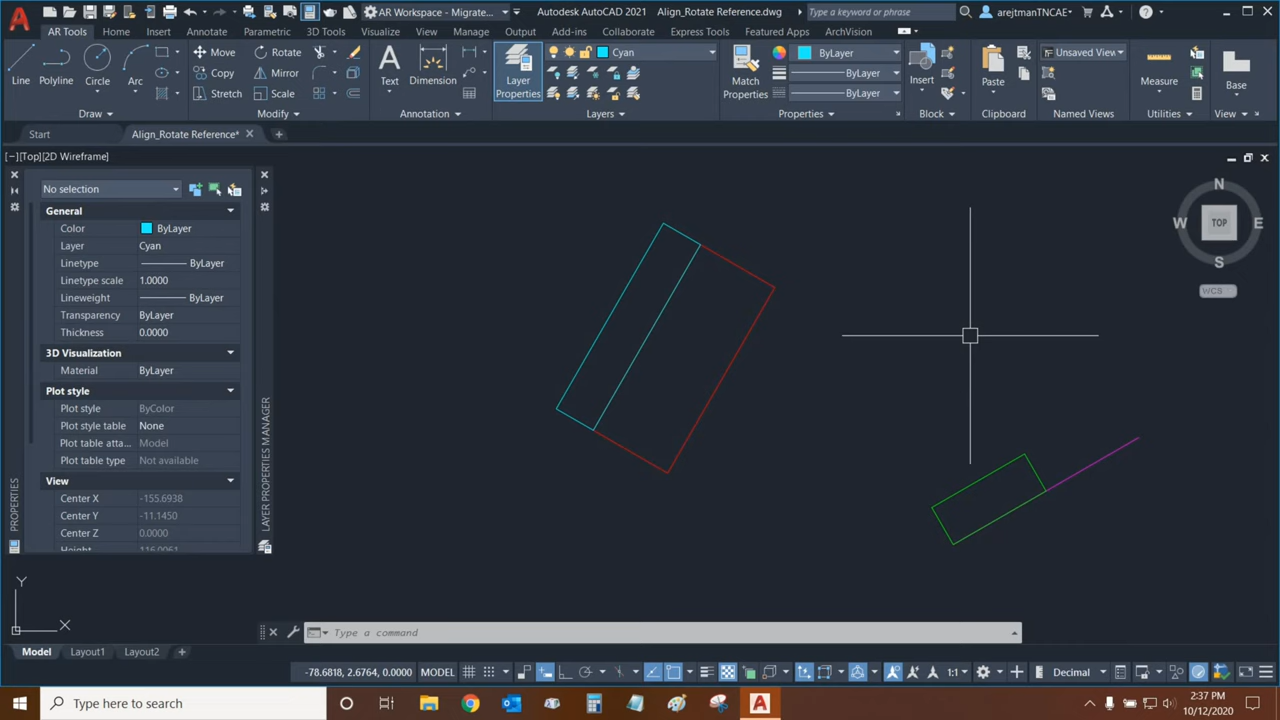 AR Workspace - Migrate...
Autodesk AutoCAD 2021
Align_Rotate Reference.dwg
Type a keyword or phrase
arejtmanTNCAE
AR Tools
Home
Insert
Annotate
Parametric
3D Tools
Visualize
View
Manage
Output
Add-ins
Collaborate
Express Tools
Featured Apps
ArchVision
Line
Polyline
Circle
Arc
Move
Rotate
Copy
Mirror
Stretch
Scale
Text
Dimension
Layer
Properties
Cyan
Match
Properties
ByLayer
ByLayer
ByLayer
Insert
Paste
Unsaved View
Measure
Base
Draw
Modify
Annotation
Layers
Properties
Block
Clipboard
Named Views
Utilities
View
Start
Align_Rotate Reference*
[−][Top][2D Wireframe]
No selection
General
Color ByLayer
Layer Cyan
Linetype ByLayer
Linetype scale 1.0000
Lineweight ByLayer
Transparency ByLayer
Thickness 0.0000
3D Visualization
Material ByLayer
Plot style
Plot style ByColor
Plot style table None
Plot table atta... Model
Plot table type Not available
View
Center X -155.6938
Center Y -11.1450
Center Z 0.0000
Height 116.0061
PROPERTIES
LAYER PROPERTIES MANAGER
N
W
TOP
E
S
WCS
Y
X
Type a command
Model
Layout1
Layout2
-78.6818, 2.6764, 0.0000
MODEL
1:1
Decimal
Type here to search
2:37 PM
10/12/2020